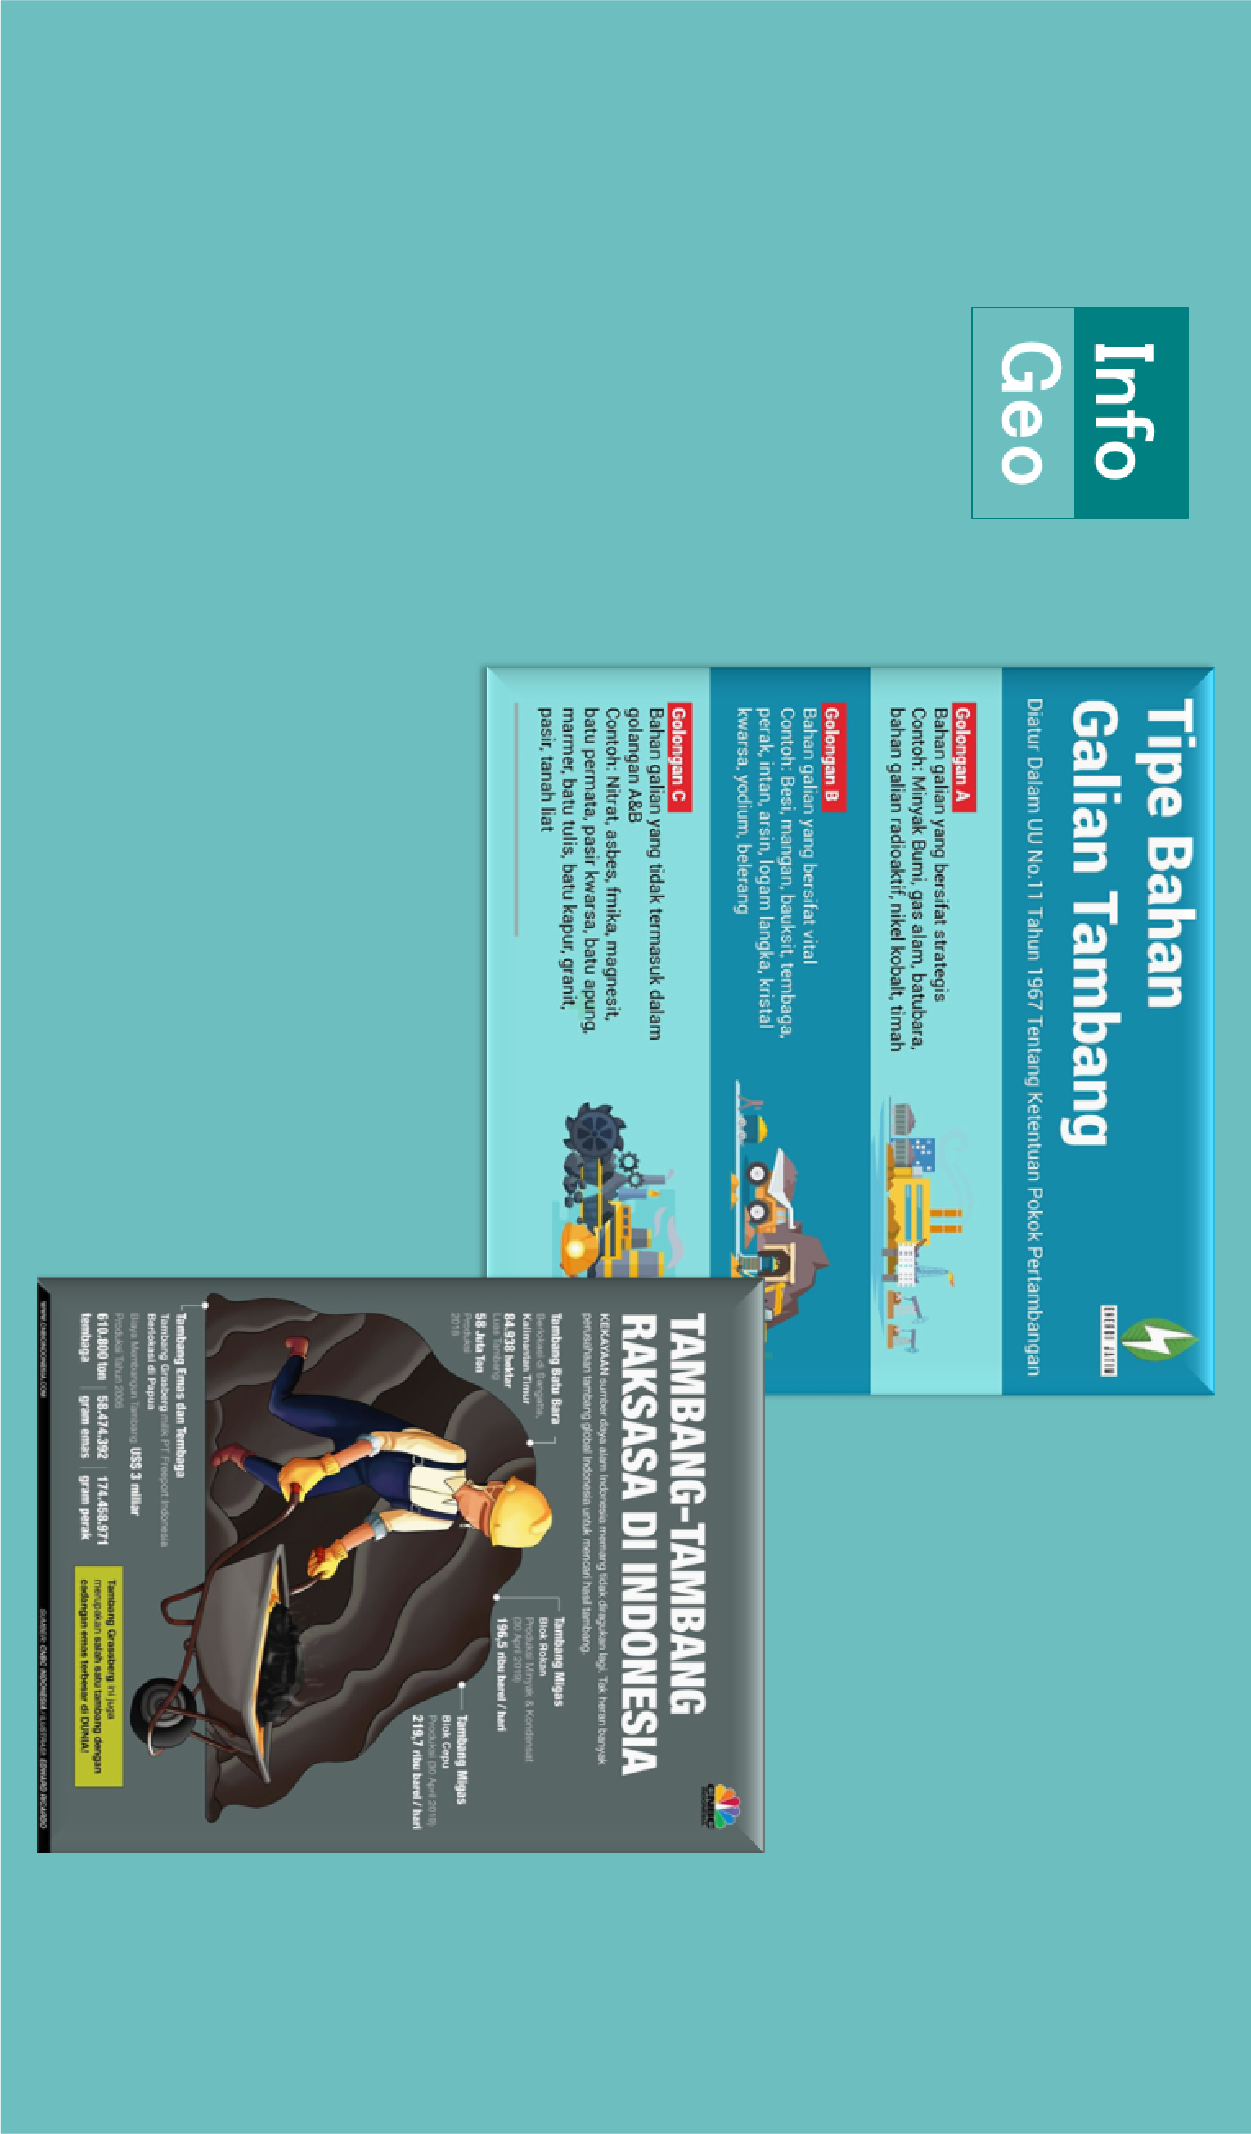 Info
Geo
Tipe Bahan
Galian Tambang
Diatur Dalam UU No.11 Tahun 1967 Tentang Ketentuan Pokok Pertambangan
Golongan A
Bahan galian yang bersifat strategis
Contoh: Minyak Bumi, gas alam, batubara,
bahan galian radioaktif, nikel kobalt, timah
Golongan B
Bahan galian yang bersifat vital
Contoh: Besi, mangan, bauksit, tembaga,
perak, intan, arsin, logam langka, kristal
kwarsa, yodium, belerang
Golongan C
Bahan galian yang tidak termasuk dalam
golangan A&B
Contoh: Nitrat, asbes, fmika, magnesit,
batu permata, pasir kwarsa, batu apung,
marmer, batu tulis, batu kapur, granit,
pasir, tanah liat
TAMBANG-TAMBANG
RAKSASA DI INDONESIA
KEKAYAAN sumber daya alam Indonesia memang tidak diragukan lagi. Tak heran banyak
perusahaan tambang global Indonesia untuk mencari hasil tambang.
Tambang Batu Bara
Berlokasi di Sangatta,
Kalimantan Timur
84.938 hektar
Luas Tambang
58 Juta Ton
Produksi
2018
Tambang Migas
Blok Rokan
Produksi Minyak & Kondensat
(30 April 2019)
196,5 ribu barel / hari
Tambang Migas
Blok Cepu
Produksi (30 April 2019)
219,7 ribu barel / hari
Tambang Emas dan Tembaga
Tambang Grasberg milik PT Freeport Indonesia
Berlokasi di Papua
Biaya Membangun Tambang US$ 3 miliar
Produksi Tahun 2006
610.800 ton tembaga
58.474.392 gram emas
174.458.971 gram perak
Tambang Grassberg ini juga
merupakan salah satu tambang dengan
cadangan emas terbesar di DUNIA!
WWW.CNBCINDONESIA.COM
SUMBER: CNBC INDONESIA / ILUSTRASI: EDWARD RICARDO